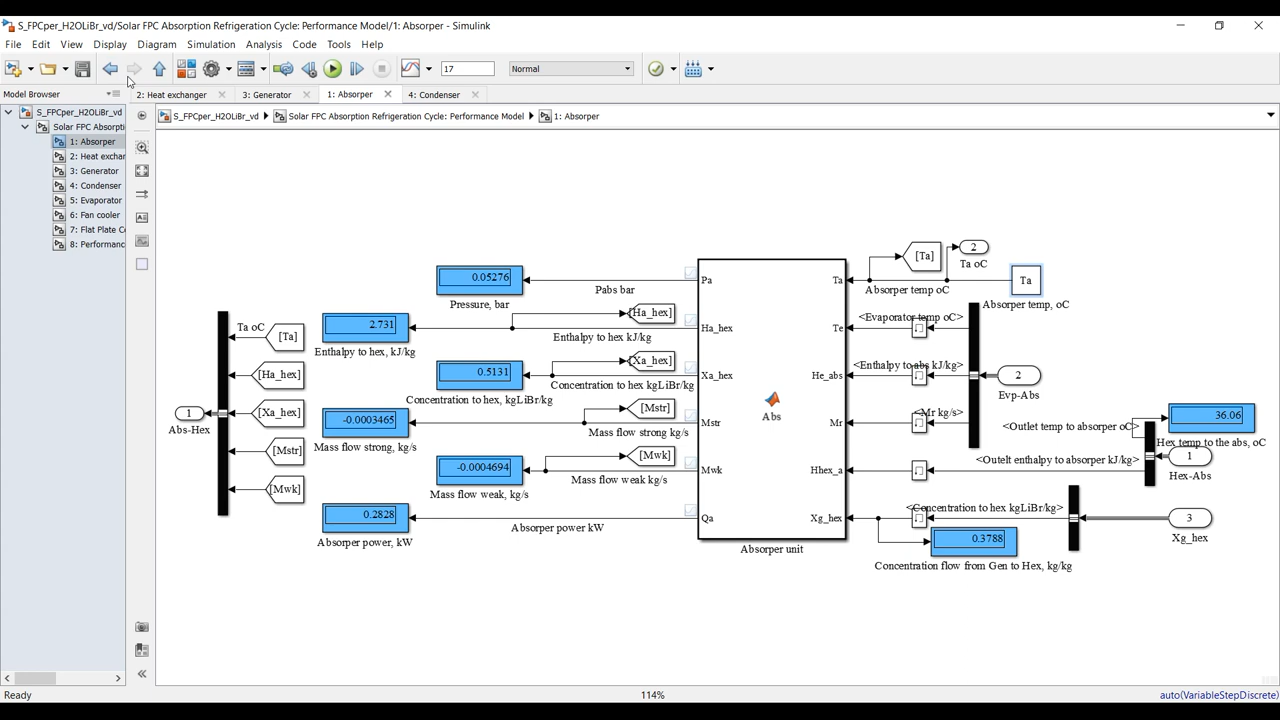 S_FPCper_H2OLiBr_vd/Solar FPC Absorption Refrigeration Cycle: Performance Model/1: Absorper - Simulink
File Edit View Display Diagram Simulation Analysis Code Tools Help
17
Normal
Model Browser
2: Heat exchanger
3: Generator
1: Absorper
4: Condenser
S_FPCper_H2OLiBr_vd
Solar FPC Absorpti
1: Absorper
2: Heat exchar
3: Generator
4: Condenser
5: Evaporator
6: Fan cooler
7: Flat Plate Co
8: Performanc
S_FPCper_H2OLiBr_vd
Solar FPC Absorption Refrigeration Cycle: Performance Model
1: Absorper
Abs-Hex
1
Ta oC
[Ta]
[Ha_hex]
[Xa_hex]
[Mstr]
[Mwk]
0.05276
Pressure, bar
Pabs bar
2.731
Enthalpy to hex, kJ/kg
[Ha_hex]
Enthalpy to hex kJ/kg
0.5131
Concentration to hex, kgLiBr/kg
[Xa_hex]
Concentration to hex kgLiBr/kg
-0.0003465
Mass flow strong, kg/s
[Mstr]
Mass flow strong kg/s
-0.0004694
Mass flow weak, kg/s
[Mwk]
Mass flow weak kg/s
0.2828
Absorper power, kW
Absorper power kW
Pa
Ha_hex
Xa_hex
Mstr
Mwk
Qa
Abs
Ta
Te
He_abs
Mr
Hhex_a
Xg_hex
Absorper unit
[Ta]
2
Ta oC
Absorper temp oC
Ta
Absorper temp, oC
<Evaporator temp oC>
<Enthalpy to abs kJ/kg>
<Mr kg/s>
2
Evp-Abs
36.06
Hex temp to the abs, oC
<Outlet temp to absorper oC>
<Outelt enthalpy to absorper kJ/kg>
1
Hex-Abs
<Concentration to hex kgLiBr/kg>
3
Xg_hex
0.3788
Concentration flow from Gen to Hex, kg/kg
Ready
114%
auto(VariableStepDiscrete)